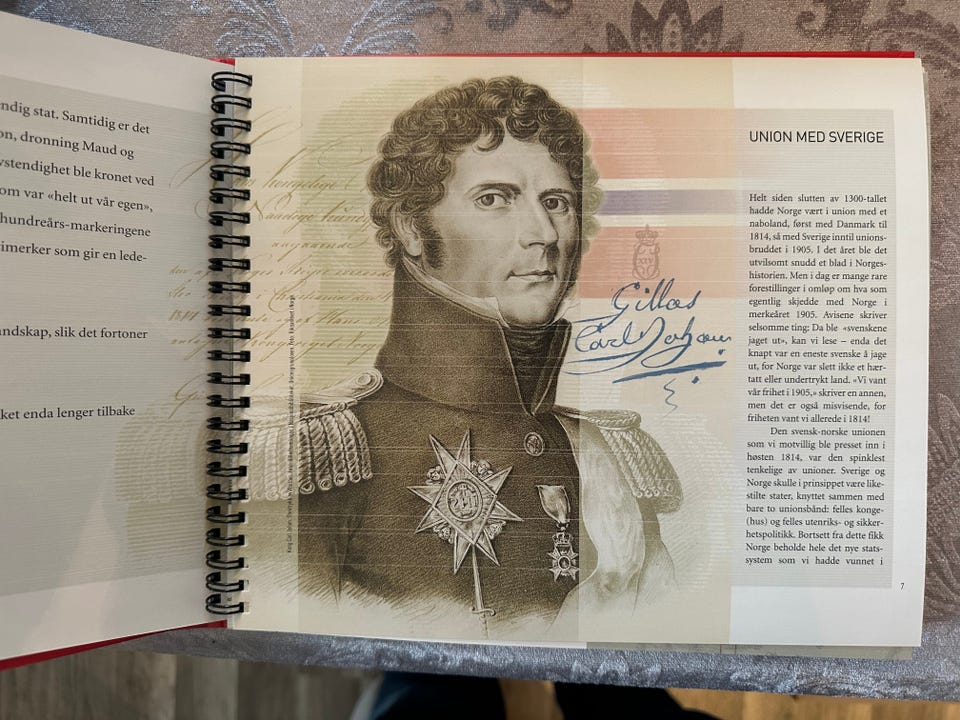 ndig stat. Samtidig er det
on, dronning Maud og
vstendighet ble kronet ved
om var «helt ut vår egen»,
hundreårs-markeringene
imerker som gir en lede-
andskap, slik det fortoner
ket enda lenger tilbake
Gillas
Carl Johan
UNION MED SVERIGE
Helt siden slutten av 1300-tallet
hadde Norge vært i union med et
naboland, først med Danmark til
1814, så med Sverige inntil unions-
bruddet i 1905. I det året ble det
utvilsomt snudd et blad i Norges-
historien. Men i dag er mange rare
forestillinger i omløp om hva som
egentlig skjedde med Norge i
merkeåret 1905. Avisene skriver
selsomme ting: Da ble «svenskene
jaget ut», kan vi lese – enda det
knapt var en eneste svenske å jage
ut, for Norge var slett ikke et hær-
tatt eller undertrykt land. «Vi vant
vår frihet i 1905,» skriver en annen,
men det er også misvisende, for
friheten vant vi allerede i 1814!
Den svensk-norske unionen
som vi motvillig ble presset inn i
høsten 1814, var den spinklest
tenkelige av unioner. Sverige og
Norge skulle i prinsippet være like-
stilte stater, knyttet sammen med
bare to unionsbånd: felles konge-
(hus) og felles utenriks- og sikker-
hetspolitikk. Bortsett fra dette fikk
Norge beholde hele det nye stats-
system som vi hadde vunnet i
7